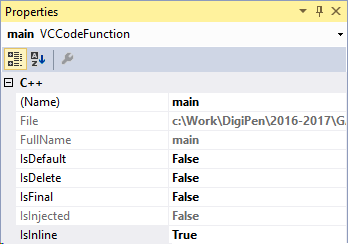 Properties
main VCCodeFunction
C++
(Name) main
File c:\Work\DigiPen\2016-2017\G
FullName main
IsDefault False
IsDelete False
IsFinal False
IsInjected False
IsInline True